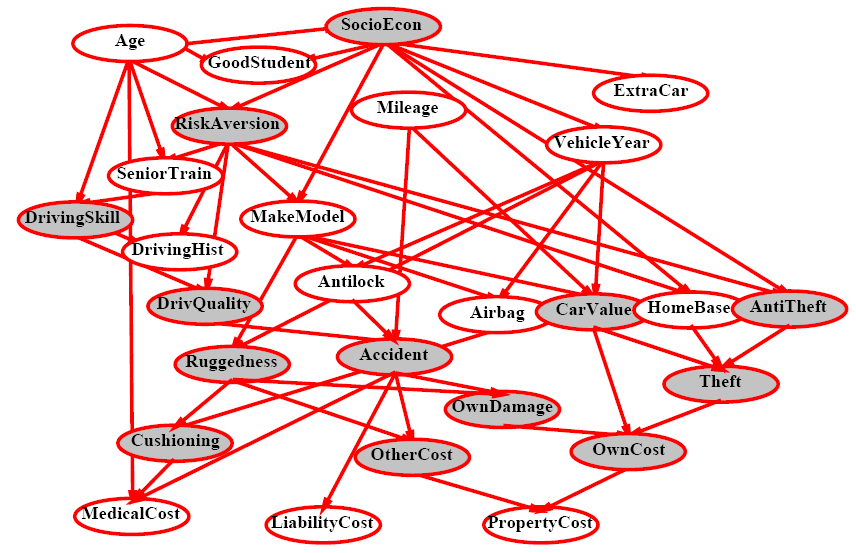 SocioEcon
Age
GoodStudent
ExtraCar
Mileage
RiskAversion
VehicleYear
SeniorTrain
DrivingSkill
MakeModel
DrivingHist
Antilock
DrivQuality
Airbag
CarValue
HomeBase
AntiTheft
Ruggedness
Accident
Theft
OwnDamage
Cushioning
OtherCost
OwnCost
MedicalCost
LiabilityCost
PropertyCost